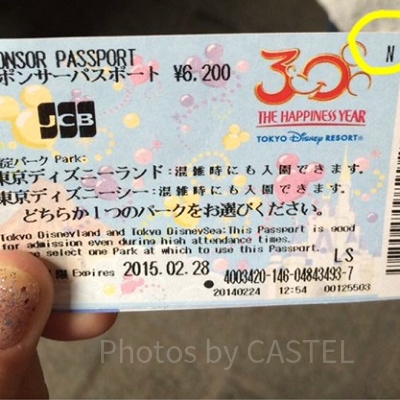 ONSOR PASSPORT
ポンサーパスポート ¥6,200
N
30
THE HAPPINESS YEAR
TOKYO Disney RESORT®
JCB
定パーク Park:
東京ディズニーランド:混雑時にも入園できます。
東京ディズニーシー:混雑時にも入園できます。
どちらか1つのパークをお選びください。
Tokyo Disneyland and Tokyo DisneySea:This Passport is good
for admission even during high attendance times.
e select one Park at which to use this Passport.
限 Expires 2015.02.28
LS
4003420-146-04843493-7
20140224 12:54 00125503
Photos by CASTEL